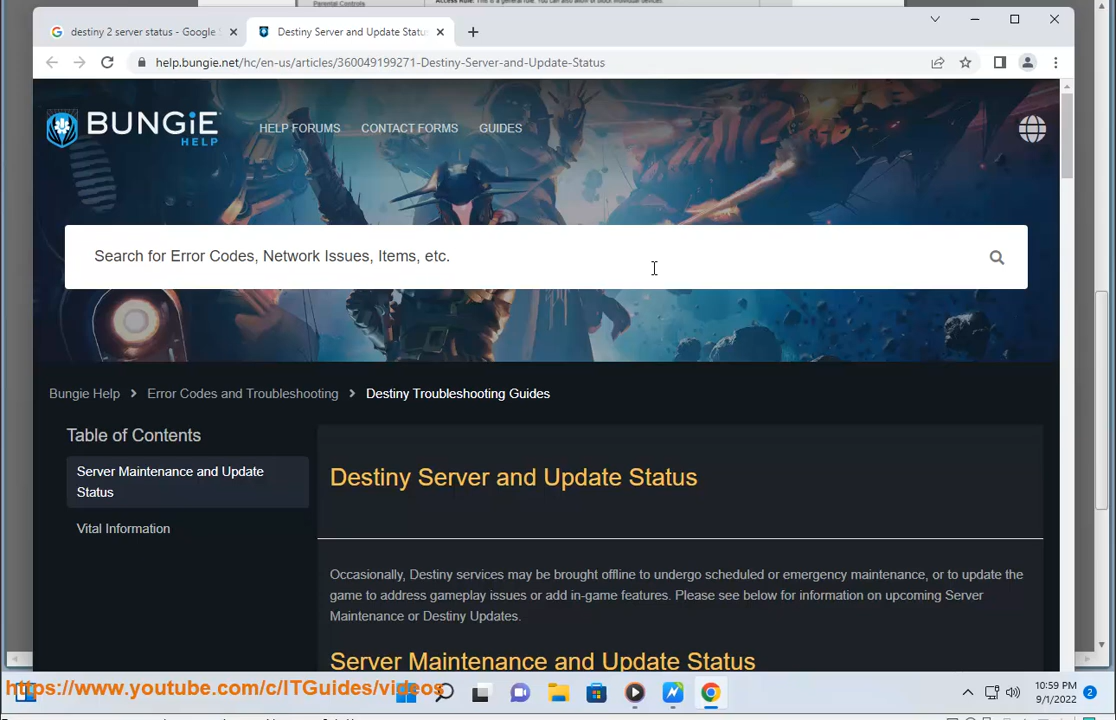 Parental Controls
destiny 2 server status - Google
Destiny Server and Update Statu
help.bungie.net/hc/en-us/articles/360049199271-Destiny-Server-and-Update-Status
BUNGiE
HELP
HELP FORUMS CONTACT FORMS GUIDES
Search for Error Codes, Network Issues, Items, etc.
Bungie Help > Error Codes and Troubleshooting > Destiny Troubleshooting Guides
Table of Contents
Server Maintenance and Update
Status
Vital Information
Destiny Server and Update Status
Occasionally, Destiny services may be brought offline to undergo scheduled or emergency maintenance, or to update the
game to address gameplay issues or add in-game features. Please see below for information on upcoming Server
Maintenance or Destiny Updates.
Server Maintenance and Update Status
https://www.youtube.com/c/ITGuides/videos
10:59 PM
9/1/2022
2